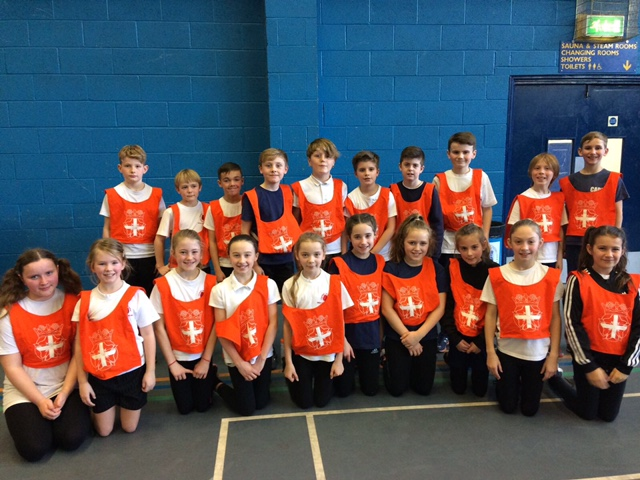 SAUNA & STEAM ROOMS
CHANGING ROOMS
SHOWERS
TOILETS